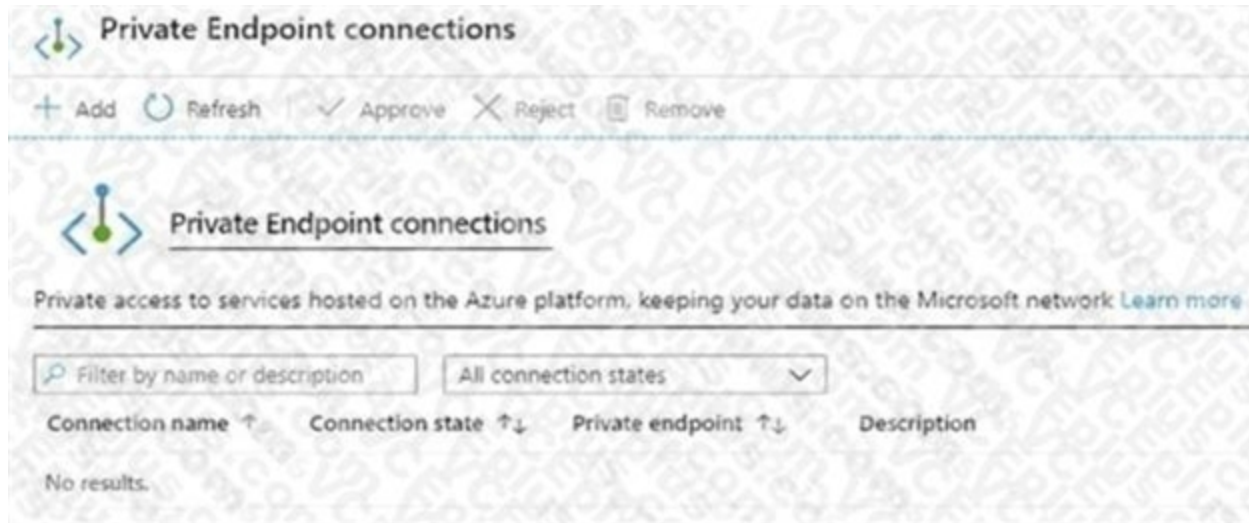 Private Endpoint connections
Add Refresh Approve Reject Remove
Private Endpoint connections
Private access to services hosted on the Azure platform, keeping your data on the Microsoft network Learn more
Filter by name or description All connection states
Connection name Connection state Private endpoint Description
No results.